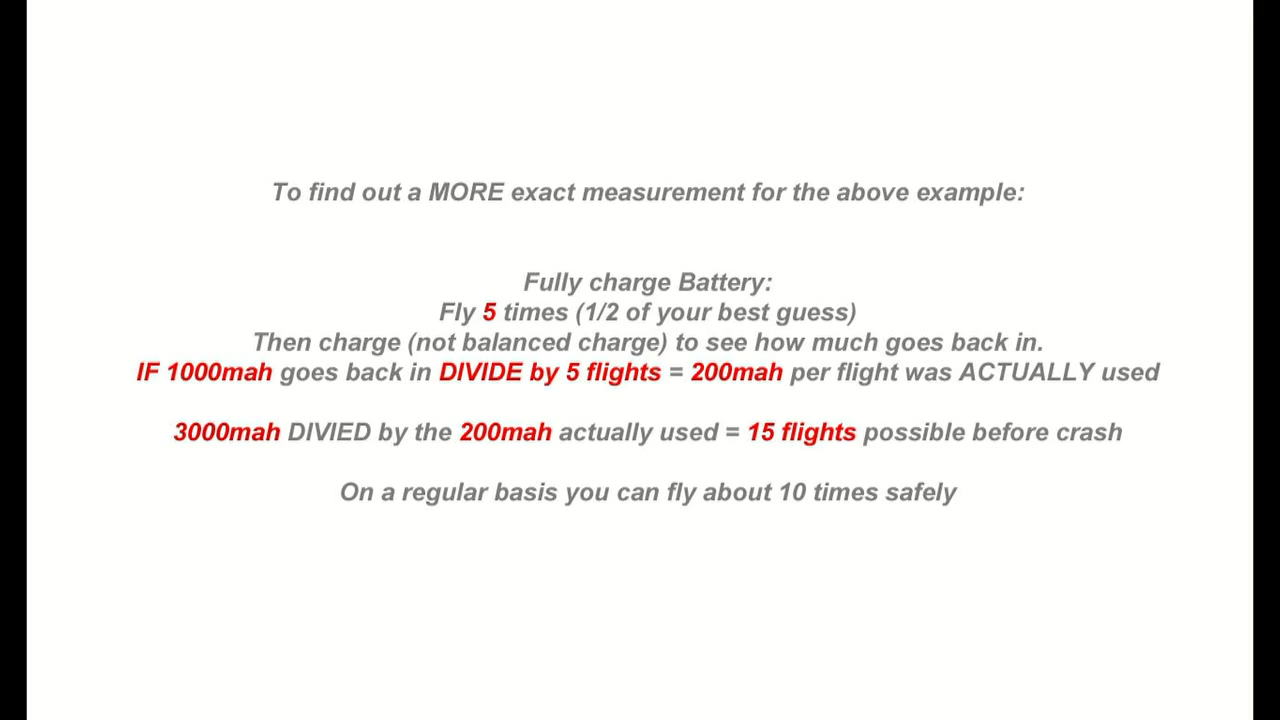 To find out a MORE exact measurement for the above example:
Fully charge Battery:
Fly 5 times (1/2 of your best guess)
Then charge (not balanced charge) to see how much goes back in.
IF 1000mah goes back in DIVIDE by 5 flights = 200mah per flight was ACTUALLY used
3000mah DIVIED by the 200mah actually used = 15 flights possible before crash
On a regular basis you can fly about 10 times safely